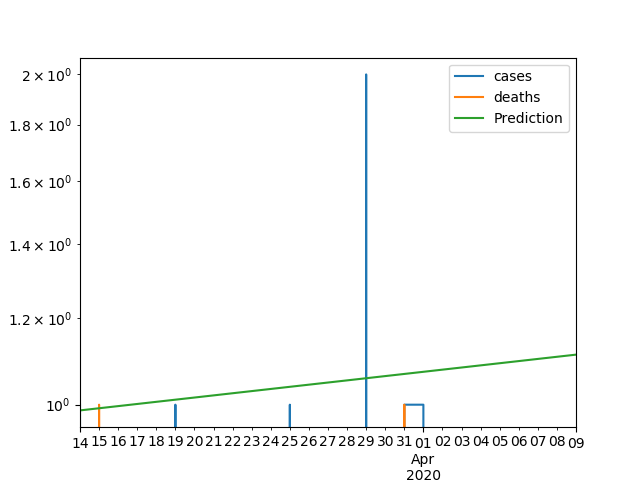 cases
deaths
Prediction
2 × 10⁰
1.8 × 10⁰
1.6 × 10⁰
1.4 × 10⁰
1.2 × 10⁰
10⁰
14 15 16 17 18 19 20 21 22 23 24 25 26 27 28 29 30 31 01 02 03 04 05 06 07 08 09
Apr
2020